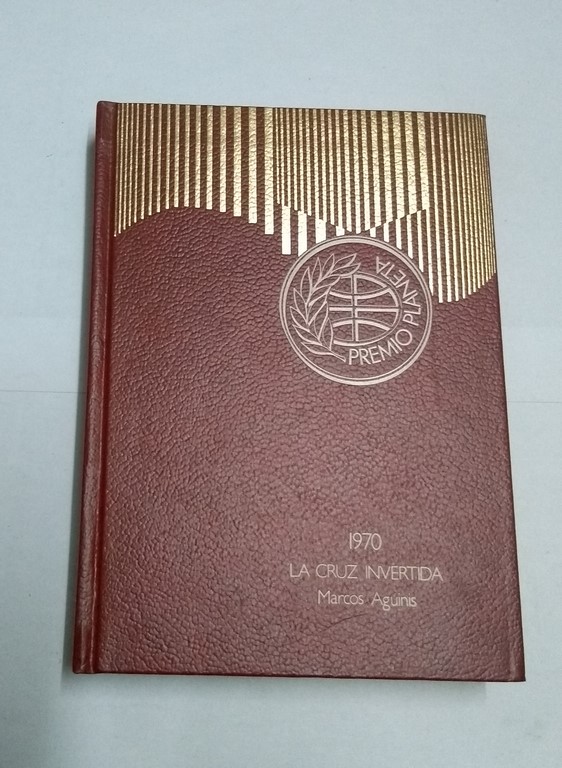 PREMIO PLANETA
1970
LA CRUZ INVERTIDA
Marcos Aguinis